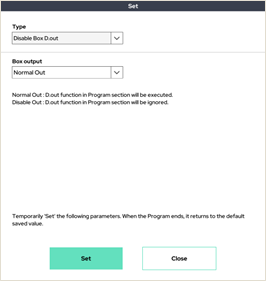 Set
Type
Disable Box D.out
Box output
Normal Out
Normal Out : D.out function in Program section will be executed.
Disable Out : D.out function in Program section will be ignored.
Temporarily 'Set' the following parameters. When the Program ends, it returns to the default
saved value.
Set
Close